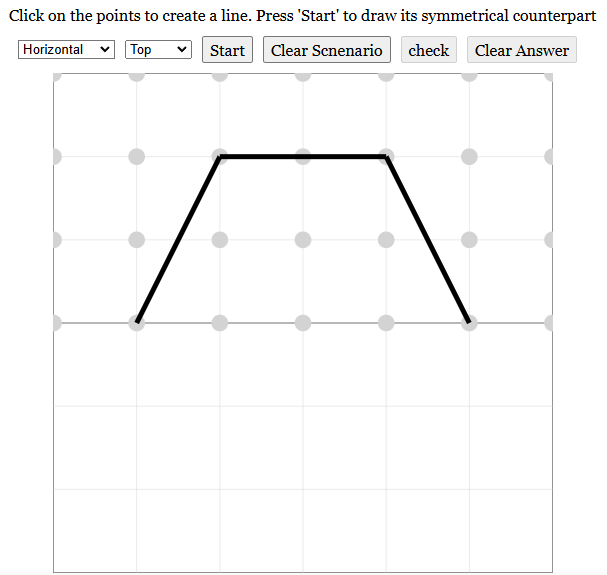 Click on the points to create a line. Press 'Start' to draw its symmetrical counterpart
Horizontal Top Start Clear Scnenario check Clear Answer